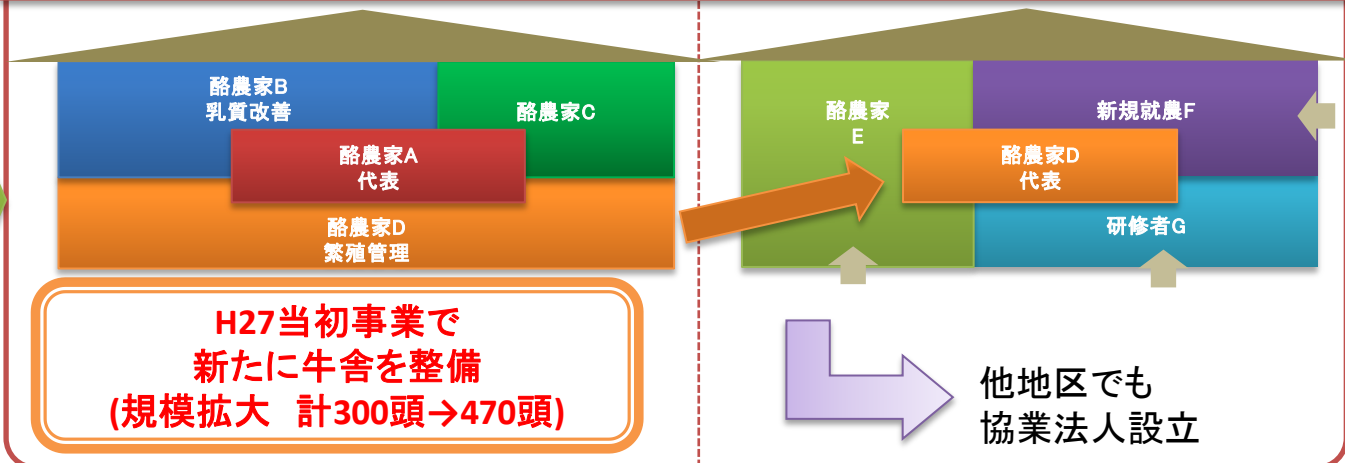 酪農家B
乳質改善
酪農家C
酪農家A
代表
酪農家D
繁殖管理
H27当初事業で
新たに牛舎を整備
(規模拡大 計300頭→470頭)
酪農家
E
新規就農F
酪農家D
代表
研修者G
他地区でも
協業法人設立